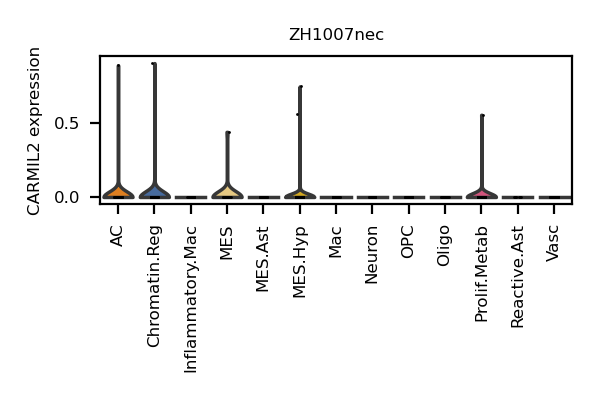 ZH1007nec
CARMIL2 expression
0.5
0.0
AC
Chromatin.Reg
Inflammatory.Mac
MES
MES.Ast
MES.Hyp
Mac
Neuron
OPC
Oligo
Prolif.Metab
Reactive.Ast
Vasc